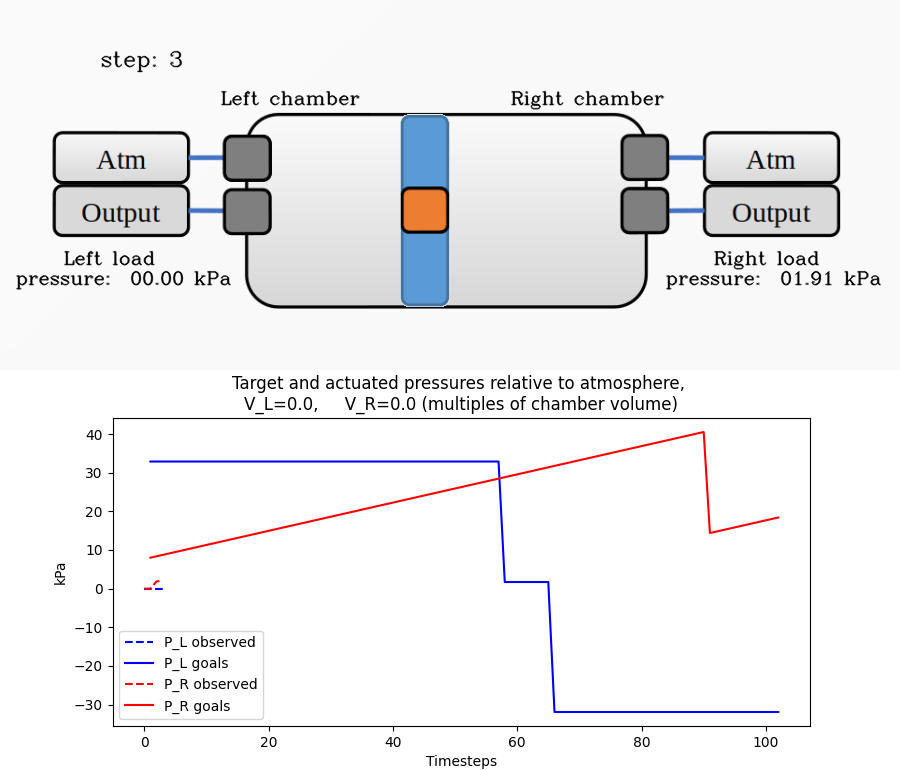 step: 3
Left chamber
Right chamber
Atm
Output
Left load
pressure: 00.00 kPa
Atm
Output
Right load
pressure: 01.91 kPa
Target and actuated pressures relative to atmosphere,
V_L=0.0, V_R=0.0 (multiples of chamber volume)
kPa
40
30
20
10
0
−10
−20
−30
P_L observed
P_L goals
P_R observed
P_R goals
0 20 40 60 80 100
Timesteps